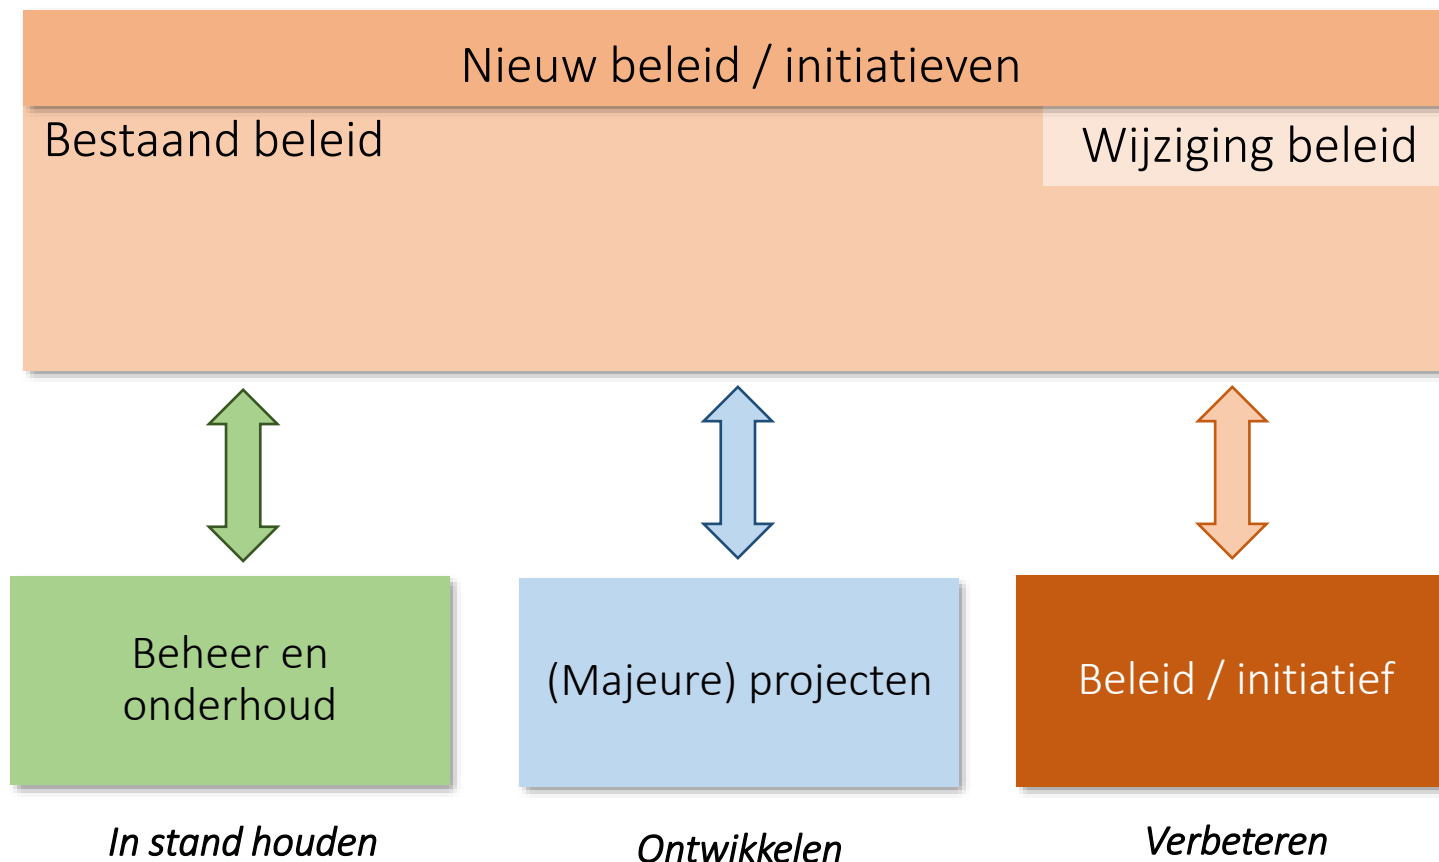 Nieuw beleid / initiatieven
Bestaand beleid
Wijziging beleid
Beheer en
onderhoud
(Majeure) projecten
Beleid / initiatief
In stand houden
Ontwikkelen
Verbeteren